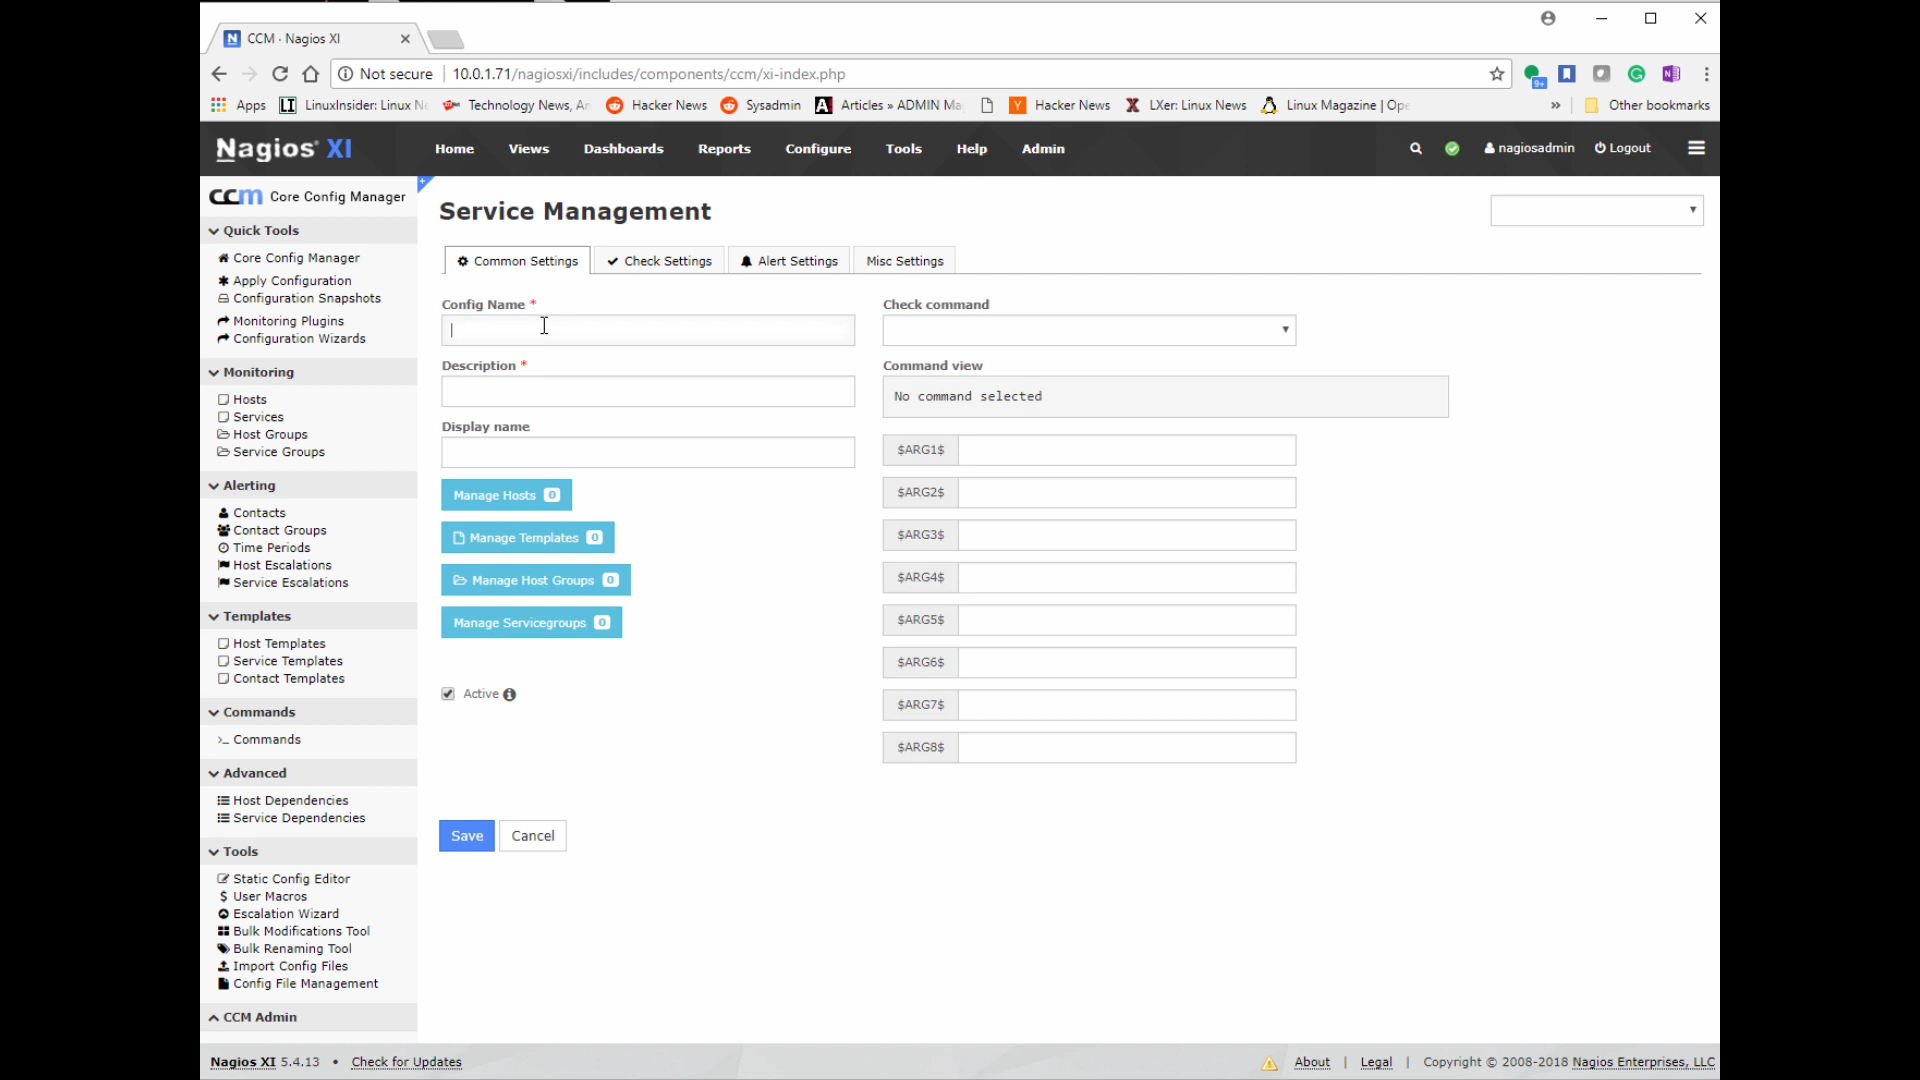 CCM · Nagios XI
Not secure | 10.0.1.71/nagiosxi/includes/components/ccm/xi-index.php
9+
Apps LinuxInsider: Linux Ne Technology News, An Hacker News Sysadmin Articles » ADMIN Ma Hacker News LXer: Linux News Linux Magazine | Ope » Other bookmarks
Nagios® XI Home Views Dashboards Reports Configure Tools Help Admin nagiosadmin Logout
ccm Core Config Manager
Quick Tools
Core Config Manager
Apply Configuration
Configuration Snapshots
Monitoring Plugins
Configuration Wizards
Monitoring
Hosts
Services
Host Groups
Service Groups
Alerting
Contacts
Contact Groups
Time Periods
Host Escalations
Service Escalations
Templates
Host Templates
Service Templates
Contact Templates
Commands
>_ Commands
Advanced
Host Dependencies
Service Dependencies
Tools
Static Config Editor
$ User Macros
Escalation Wizard
Bulk Modifications Tool
Bulk Renaming Tool
Import Config Files
Config File Management
CCM Admin
Service Management
Common Settings Check Settings Alert Settings Misc Settings
Config Name *
Description *
Display name
Manage Hosts 0
Manage Templates 0
Manage Host Groups 0
Manage Servicegroups 0
Active
Check command
Command view
No command selected
$ARG1$
$ARG2$
$ARG3$
$ARG4$
$ARG5$
$ARG6$
$ARG7$
$ARG8$
Save Cancel
Nagios XI 5.4.13 • Check for Updates About | Legal | Copyright © 2008-2018 Nagios Enterprises, LLC